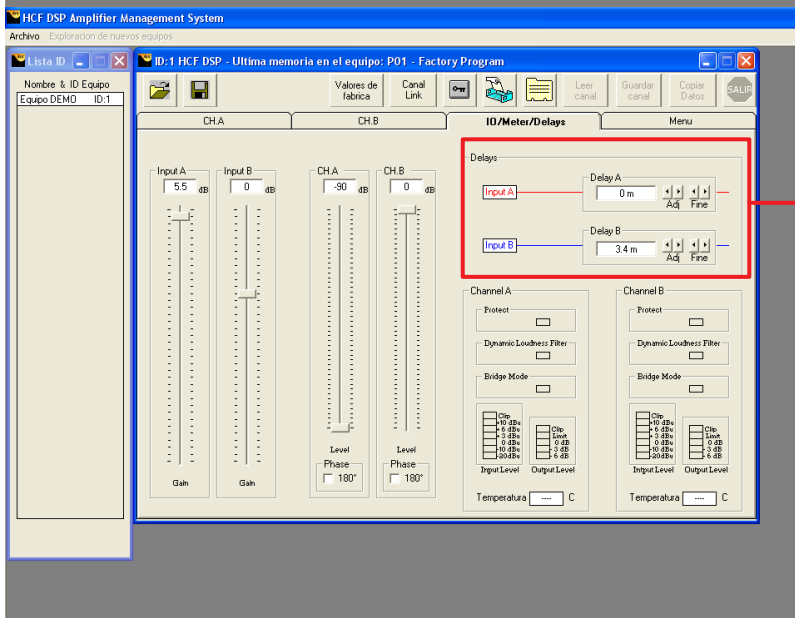 HCF DSP Amplifier Management System
Archivo Exploracion de nuevos equipos
Lista ID
Nombre & ID Equipo
Equipo DEMO ID:1
ID:1 HCF DSP - Ultima memoria en el equipo: P01 - Factory Program
Valores de fabrica
Canal Link
Leer canal
Guardar canal
Copiar Datos
SALIR
CH.A CH.B IO/Meter/Delays Menu
Input A
5.5 dB
Gain
Input B
0 dB
Gain
CH.A
-90 dB
Level
Phase
180°
CH.B
0 dB
Level
Phase
180°
Delays
Input A
Delay A
0 m
Adj Fine
Input B
Delay B
3.4 m
Adj Fine
Channel A
Protect
Dynamic Loudness Filter
Bridge Mode
Clip
+10 dBu
+ 6 dBu
+ 3 dBu
0 dBu
-10 dBu
-20dBu
Intput Level
Clip
Limit
0 dB
- 3 dB
- 6 dB
Output Level
Temperatura ---- C
Channel B
Protect
Dynamic Loudness Filter
Bridge Mode
Clip
+10 dBu
+ 6 dBu
+ 3 dBu
0 dBu
-10 dBu
-20dBu
Intput Level
Clip
Limit
0 dB
- 3 dB
- 6 dB
Output Level
Temperatura ---- C